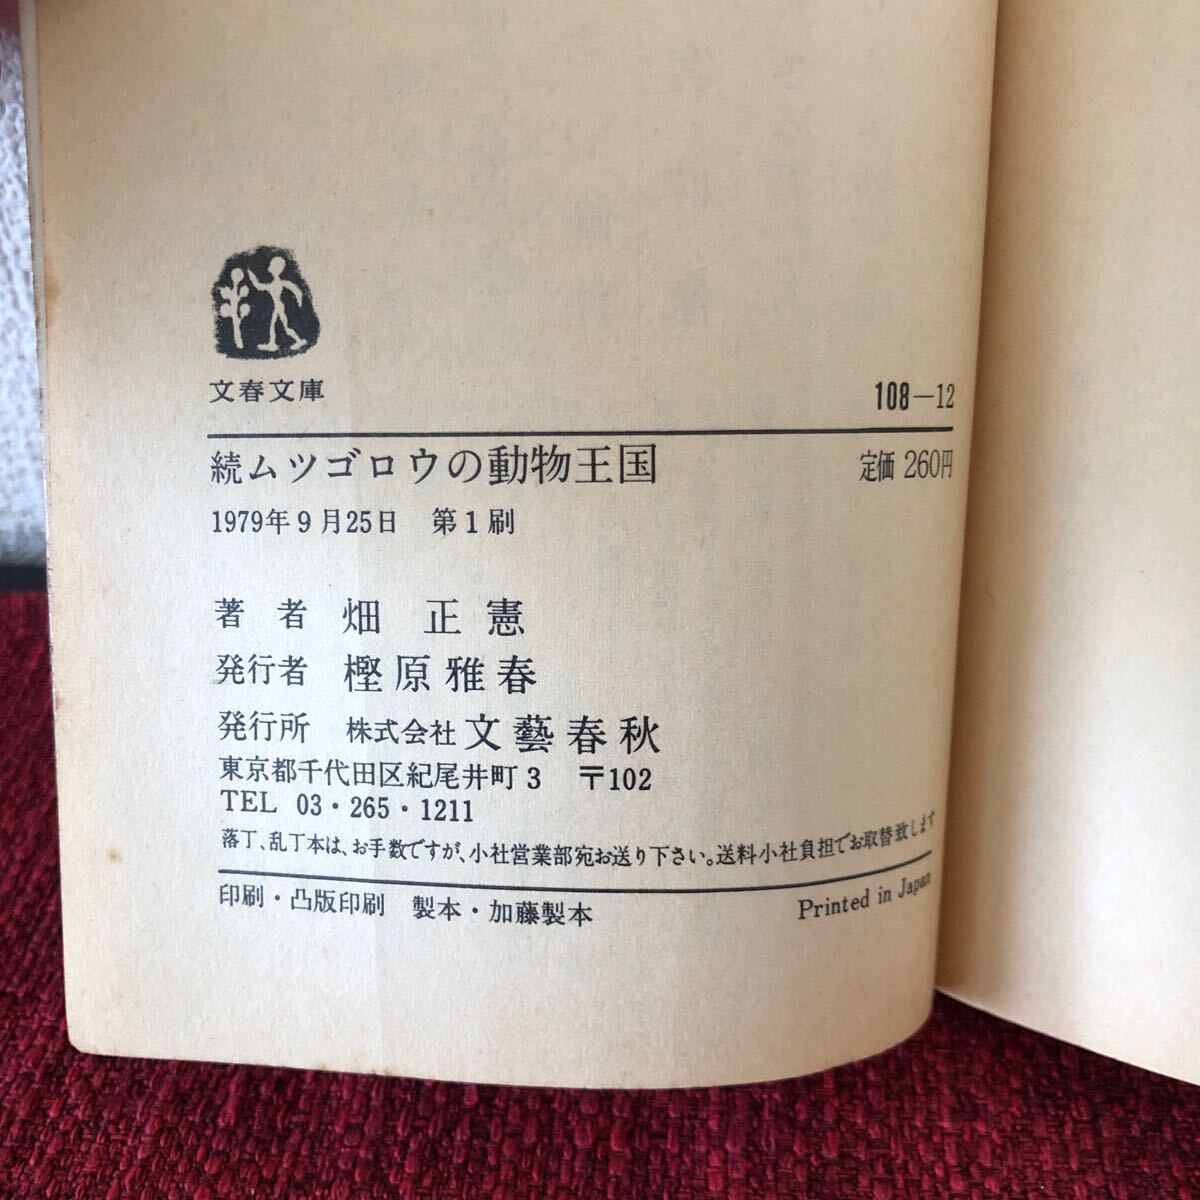 文春文庫
108—12
続ムツゴロウの動物王国
定価 260円
1979年9月25日 第1刷
著 者 畑 正 憲
発行者 樫原雅春
発行所 株式会社 文藝春秋
東京都千代田区紀尾井町3 〒102
TEL 03・265・1211
落丁、乱丁本は、お手数ですが、小社営業部宛お送り下さい。送料小社負担でお取替致します
印刷・凸版印刷 製本・加藤製本
Printed in Japan